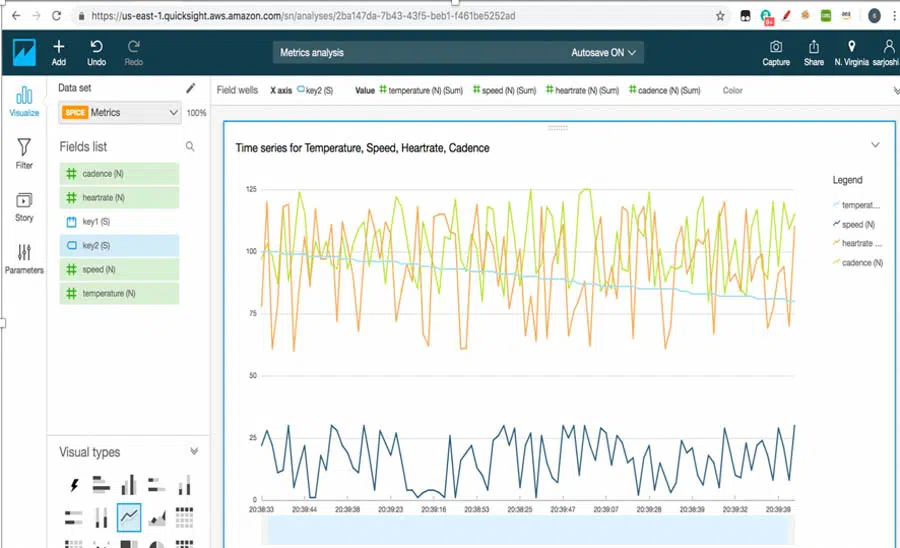 https://us-east-1.quicksight.aws.amazon.com/sn/analyses/2ba147da-7b43-43f5-beb1-f461be5252ad
Add
Undo
Redo
Metrics analysis
Autosave ON
Capture
Share
N. Virginia
sarjoshi
Visualize
Filter
Story
Parameters
Data set
SPICE Metrics
100%
Fields list
cadence (N)
heartrate (N)
key1 (S)
key2 (S)
speed (N)
temperature (N)
Visual types
Field wells X axis key2 (S) Value temperature (N) (Sum) speed (N) (Sum) heartrate (N) (Sum) cadence (N) (Sum) Color
Time series for Temperature, Speed, Heartrate, Cadence
125
100
75
50
25
0
20:38:33 20:39:44 20:39:38 20:39:23 20:39:16 20:38:53 20:38:25 20:39:47 20:39:07 20:39:28 20:39:32 20:39:21 20:39:39
Legend
temperat...
speed (N)
heartrate ...
cadence (N)